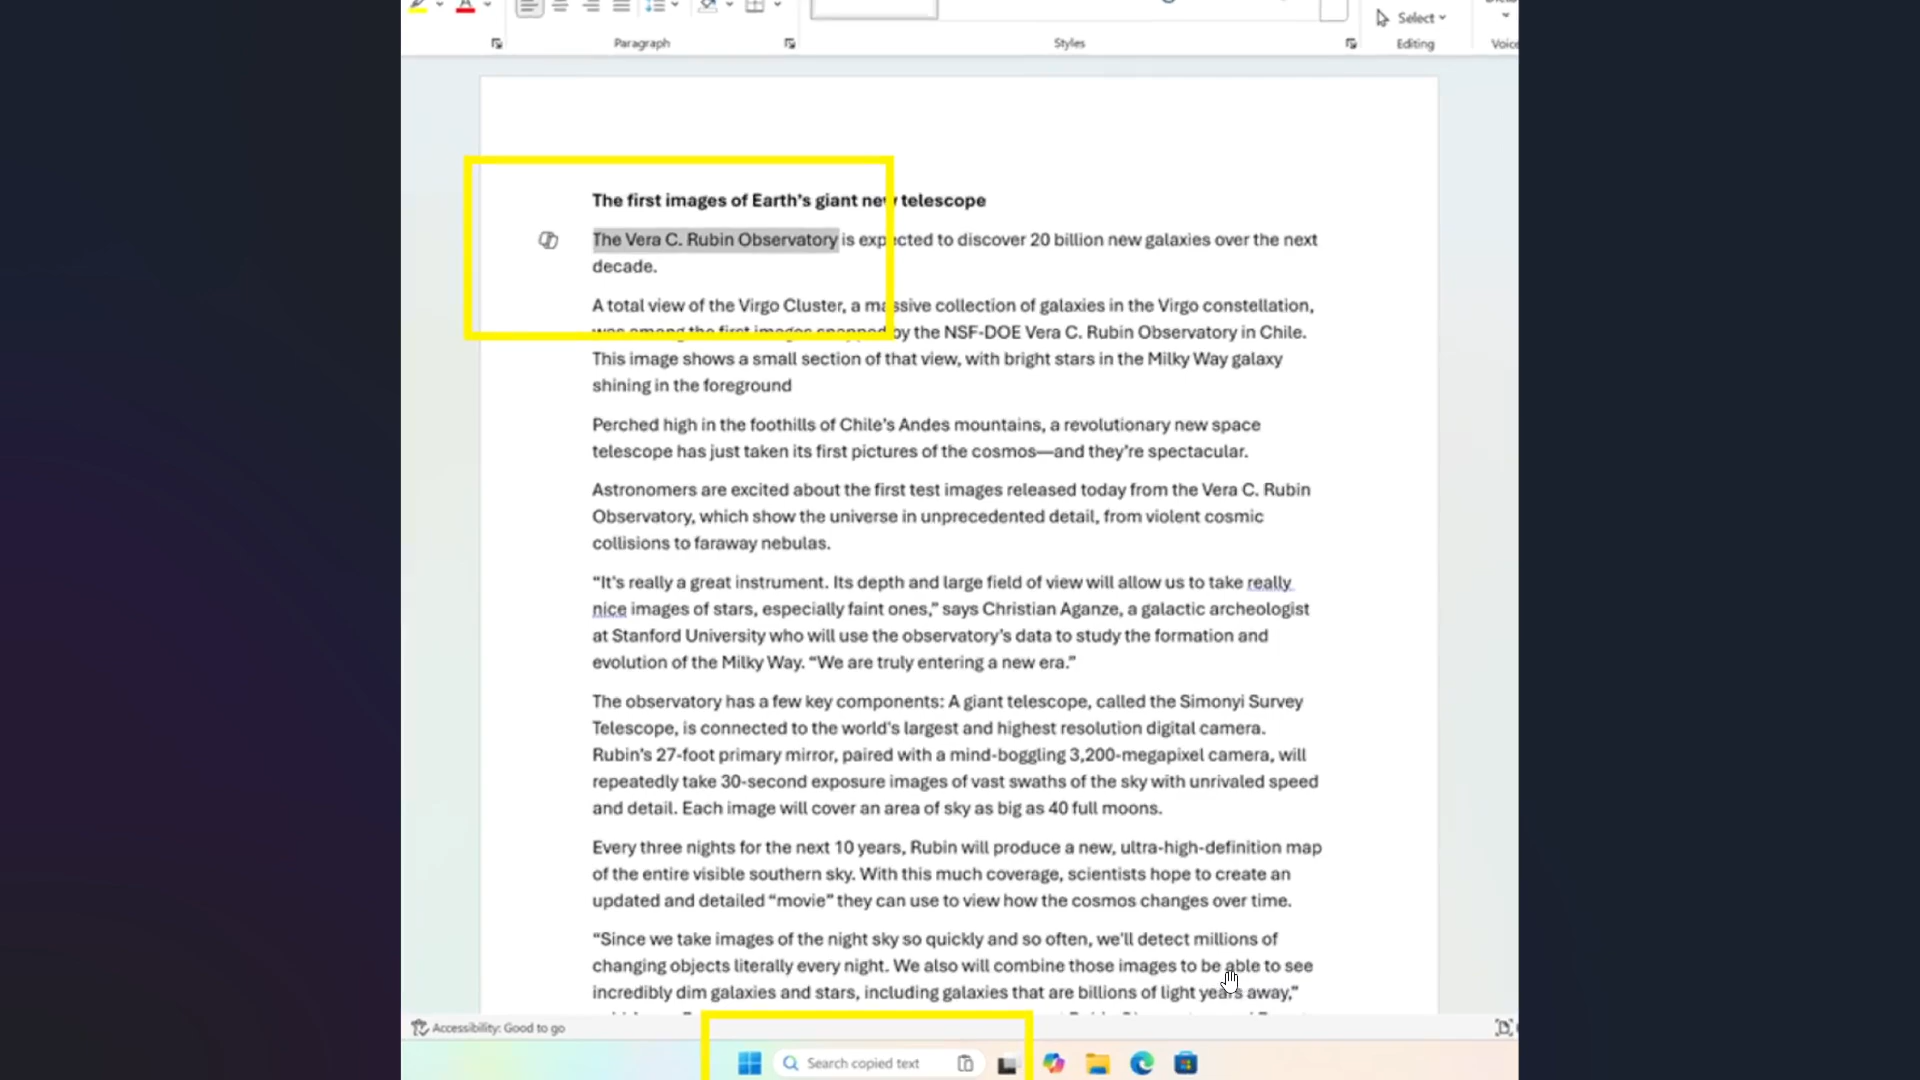 Select
Paragraph
Styles
Editing
Voice
The first images of Earth's giant new telescope
The Vera C. Rubin Observatory is expected to discover 20 billion new galaxies over the next
decade.
A total view of the Virgo Cluster, a massive collection of galaxies in the Virgo constellation,
was among the first images snapped by the NSF-DOE Vera C. Rubin Observatory in Chile.
This image shows a small section of that view, with bright stars in the Milky Way galaxy
shining in the foreground
Perched high in the foothills of Chile's Andes mountains, a revolutionary new space
telescope has just taken its first pictures of the cosmos—and they're spectacular.
Astronomers are excited about the first test images released today from the Vera C. Rubin
Observatory, which show the universe in unprecedented detail, from violent cosmic
collisions to faraway nebulas.
“It's really a great instrument. Its depth and large field of view will allow us to take really
nice images of stars, especially faint ones,” says Christian Aganze, a galactic archeologist
at Stanford University who will use the observatory's data to study the formation and
evolution of the Milky Way. “We are truly entering a new era.”
The observatory has a few key components: A giant telescope, called the Simonyi Survey
Telescope, is connected to the world's largest and highest resolution digital camera.
Rubin's 27-foot primary mirror, paired with a mind-boggling 3,200-megapixel camera, will
repeatedly take 30-second exposure images of vast swaths of the sky with unrivaled speed
and detail. Each image will cover an area of sky as big as 40 full moons.
Every three nights for the next 10 years, Rubin will produce a new, ultra-high-definition map
of the entire visible southern sky. With this much coverage, scientists hope to create an
updated and detailed “movie” they can use to view how the cosmos changes over time.
“Since we take images of the night sky so quickly and so often, we'll detect millions of
changing objects literally every night. We also will combine those images to be able to see
incredibly dim galaxies and stars, including galaxies that are billions of light years away,”
Accessibility: Good to go
Search copied text